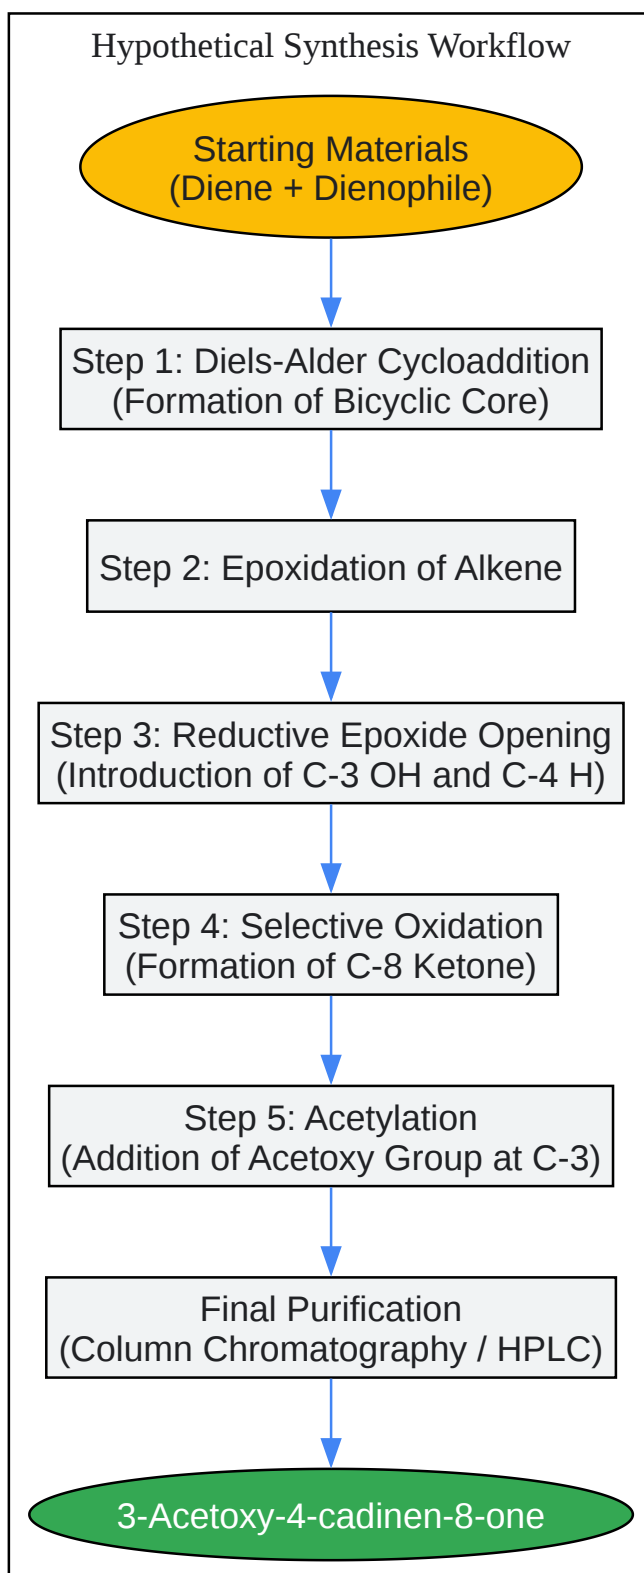 Hypothetical Synthesis Workflow
Starting Materials
(Diene + Dienophile)
Step 1: Diels-Alder Cycloaddition
(Formation of Bicyclic Core)
Step 2: Epoxidation of Alkene
Step 3: Reductive Epoxide Opening
(Introduction of C-3 OH and C-4 H)
Step 4: Selective Oxidation
(Formation of C-8 Ketone)
Step 5: Acetylation
(Addition of Acetoxy Group at C-3)
Final Purification
(Column Chromatography / HPLC)
3-Acetoxy-4-cadinen-8-one